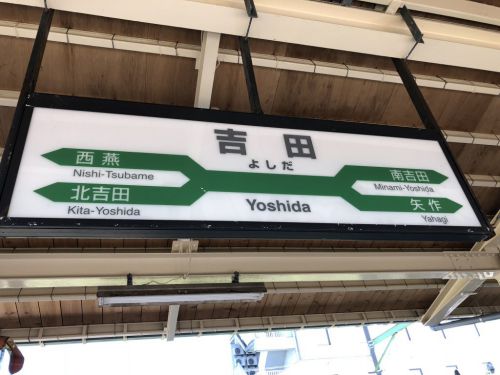 吉田
よしだ
Yoshida
西燕
Nishi-Tsubame
北吉田
Kita-Yoshida
南吉田
Minami-Yoshida
矢作
Yahagi